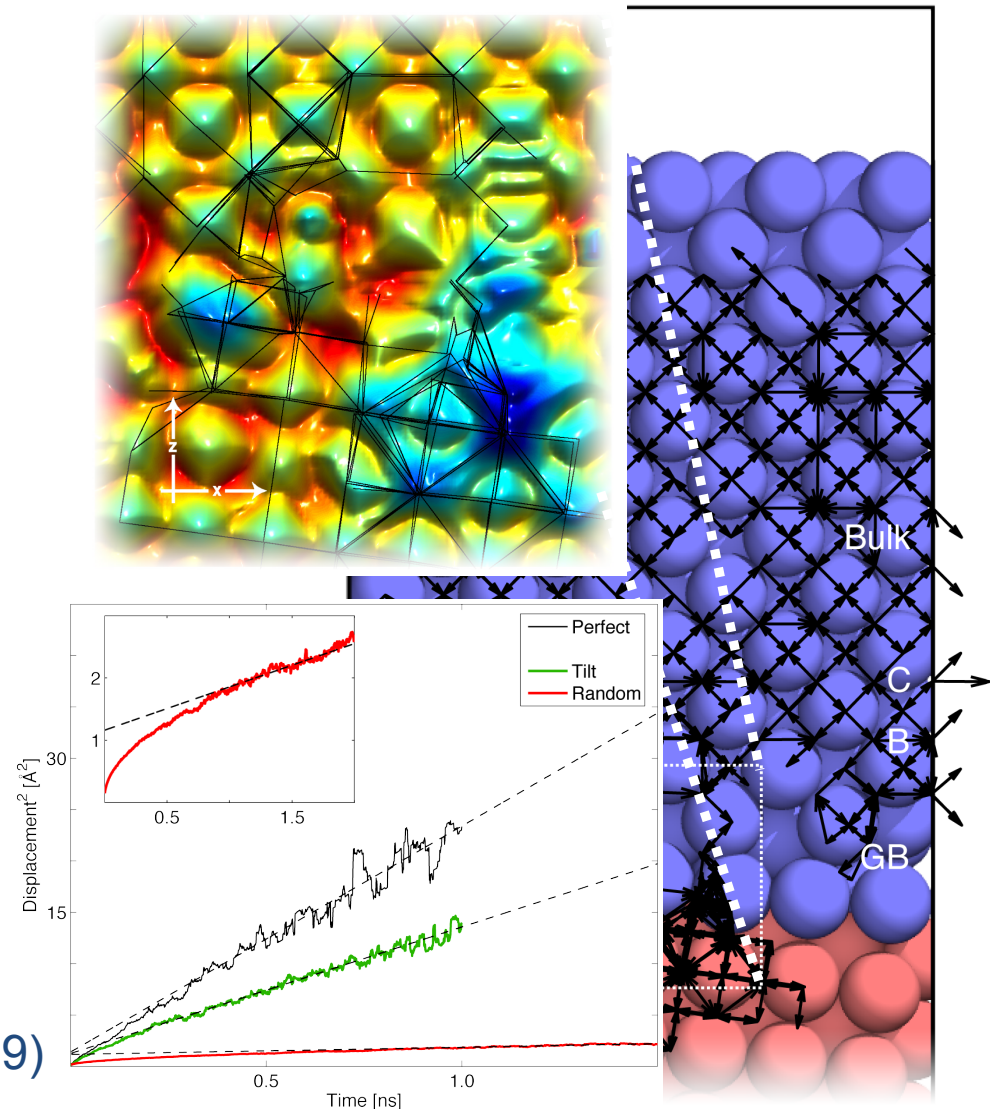 z
x
Bulk
C
B
GB
Perfect
Tilt
Random
2
1
0.5
1.5
30
15
Displacement² [Å²]
0.5
1.0
Time [ns]
9)